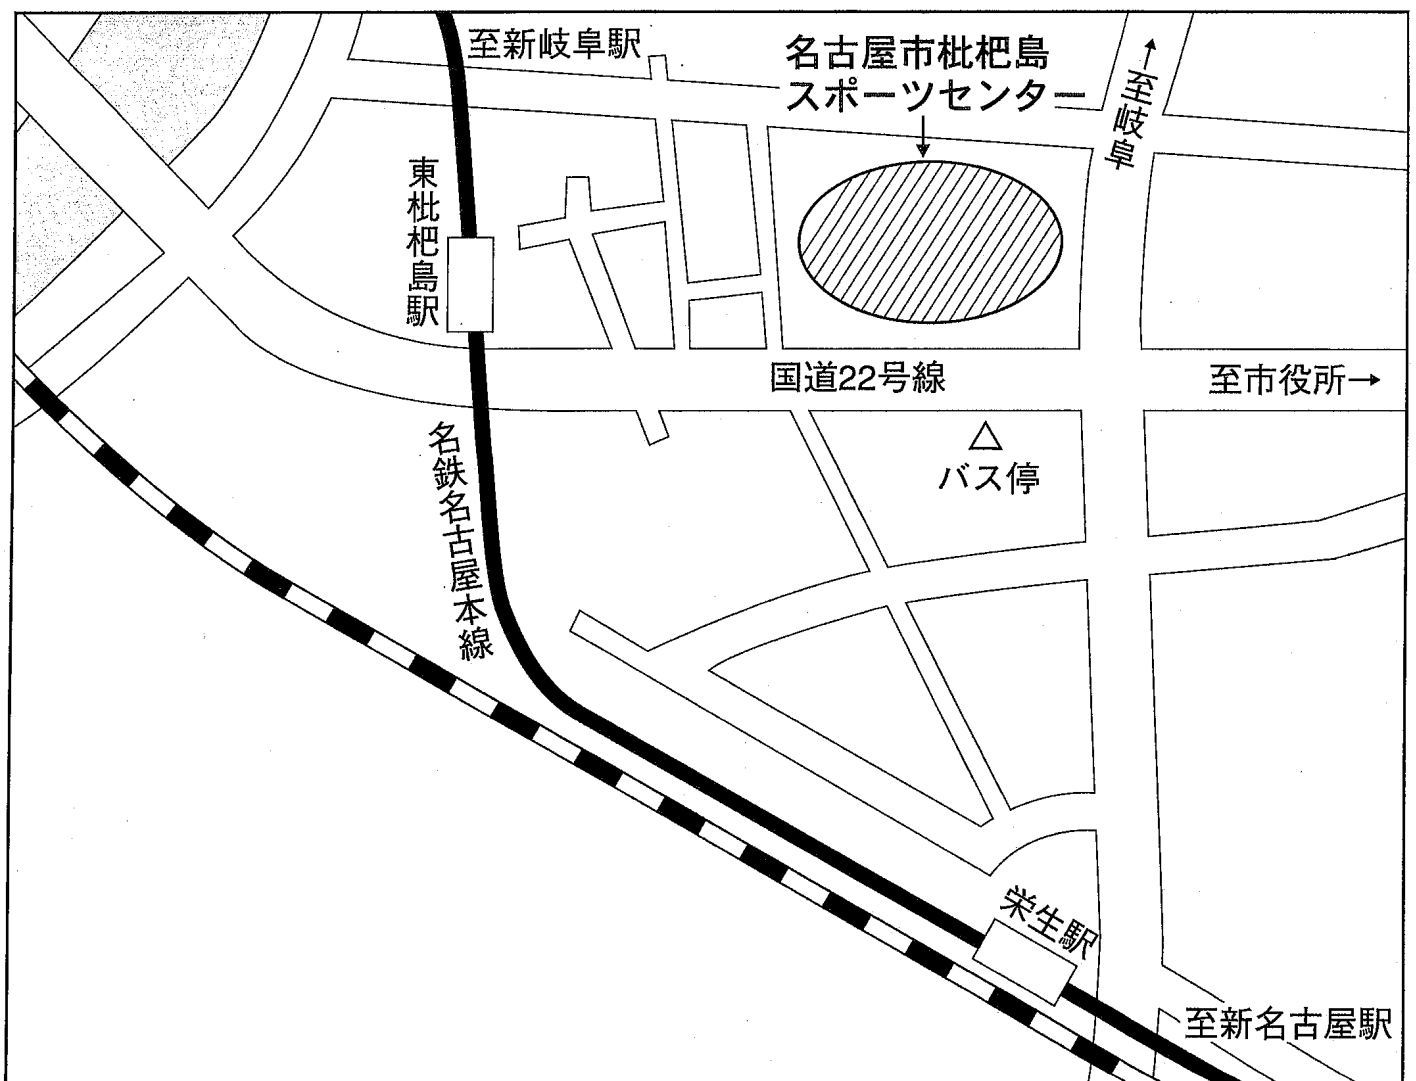 至新岐阜駅
名古屋市枇杷島
スポーツセンター
↑至岐阜
東枇杷島駅
国道22号線
至市役所→
バス停
名鉄名古屋本線
栄生駅
至新名古屋駅